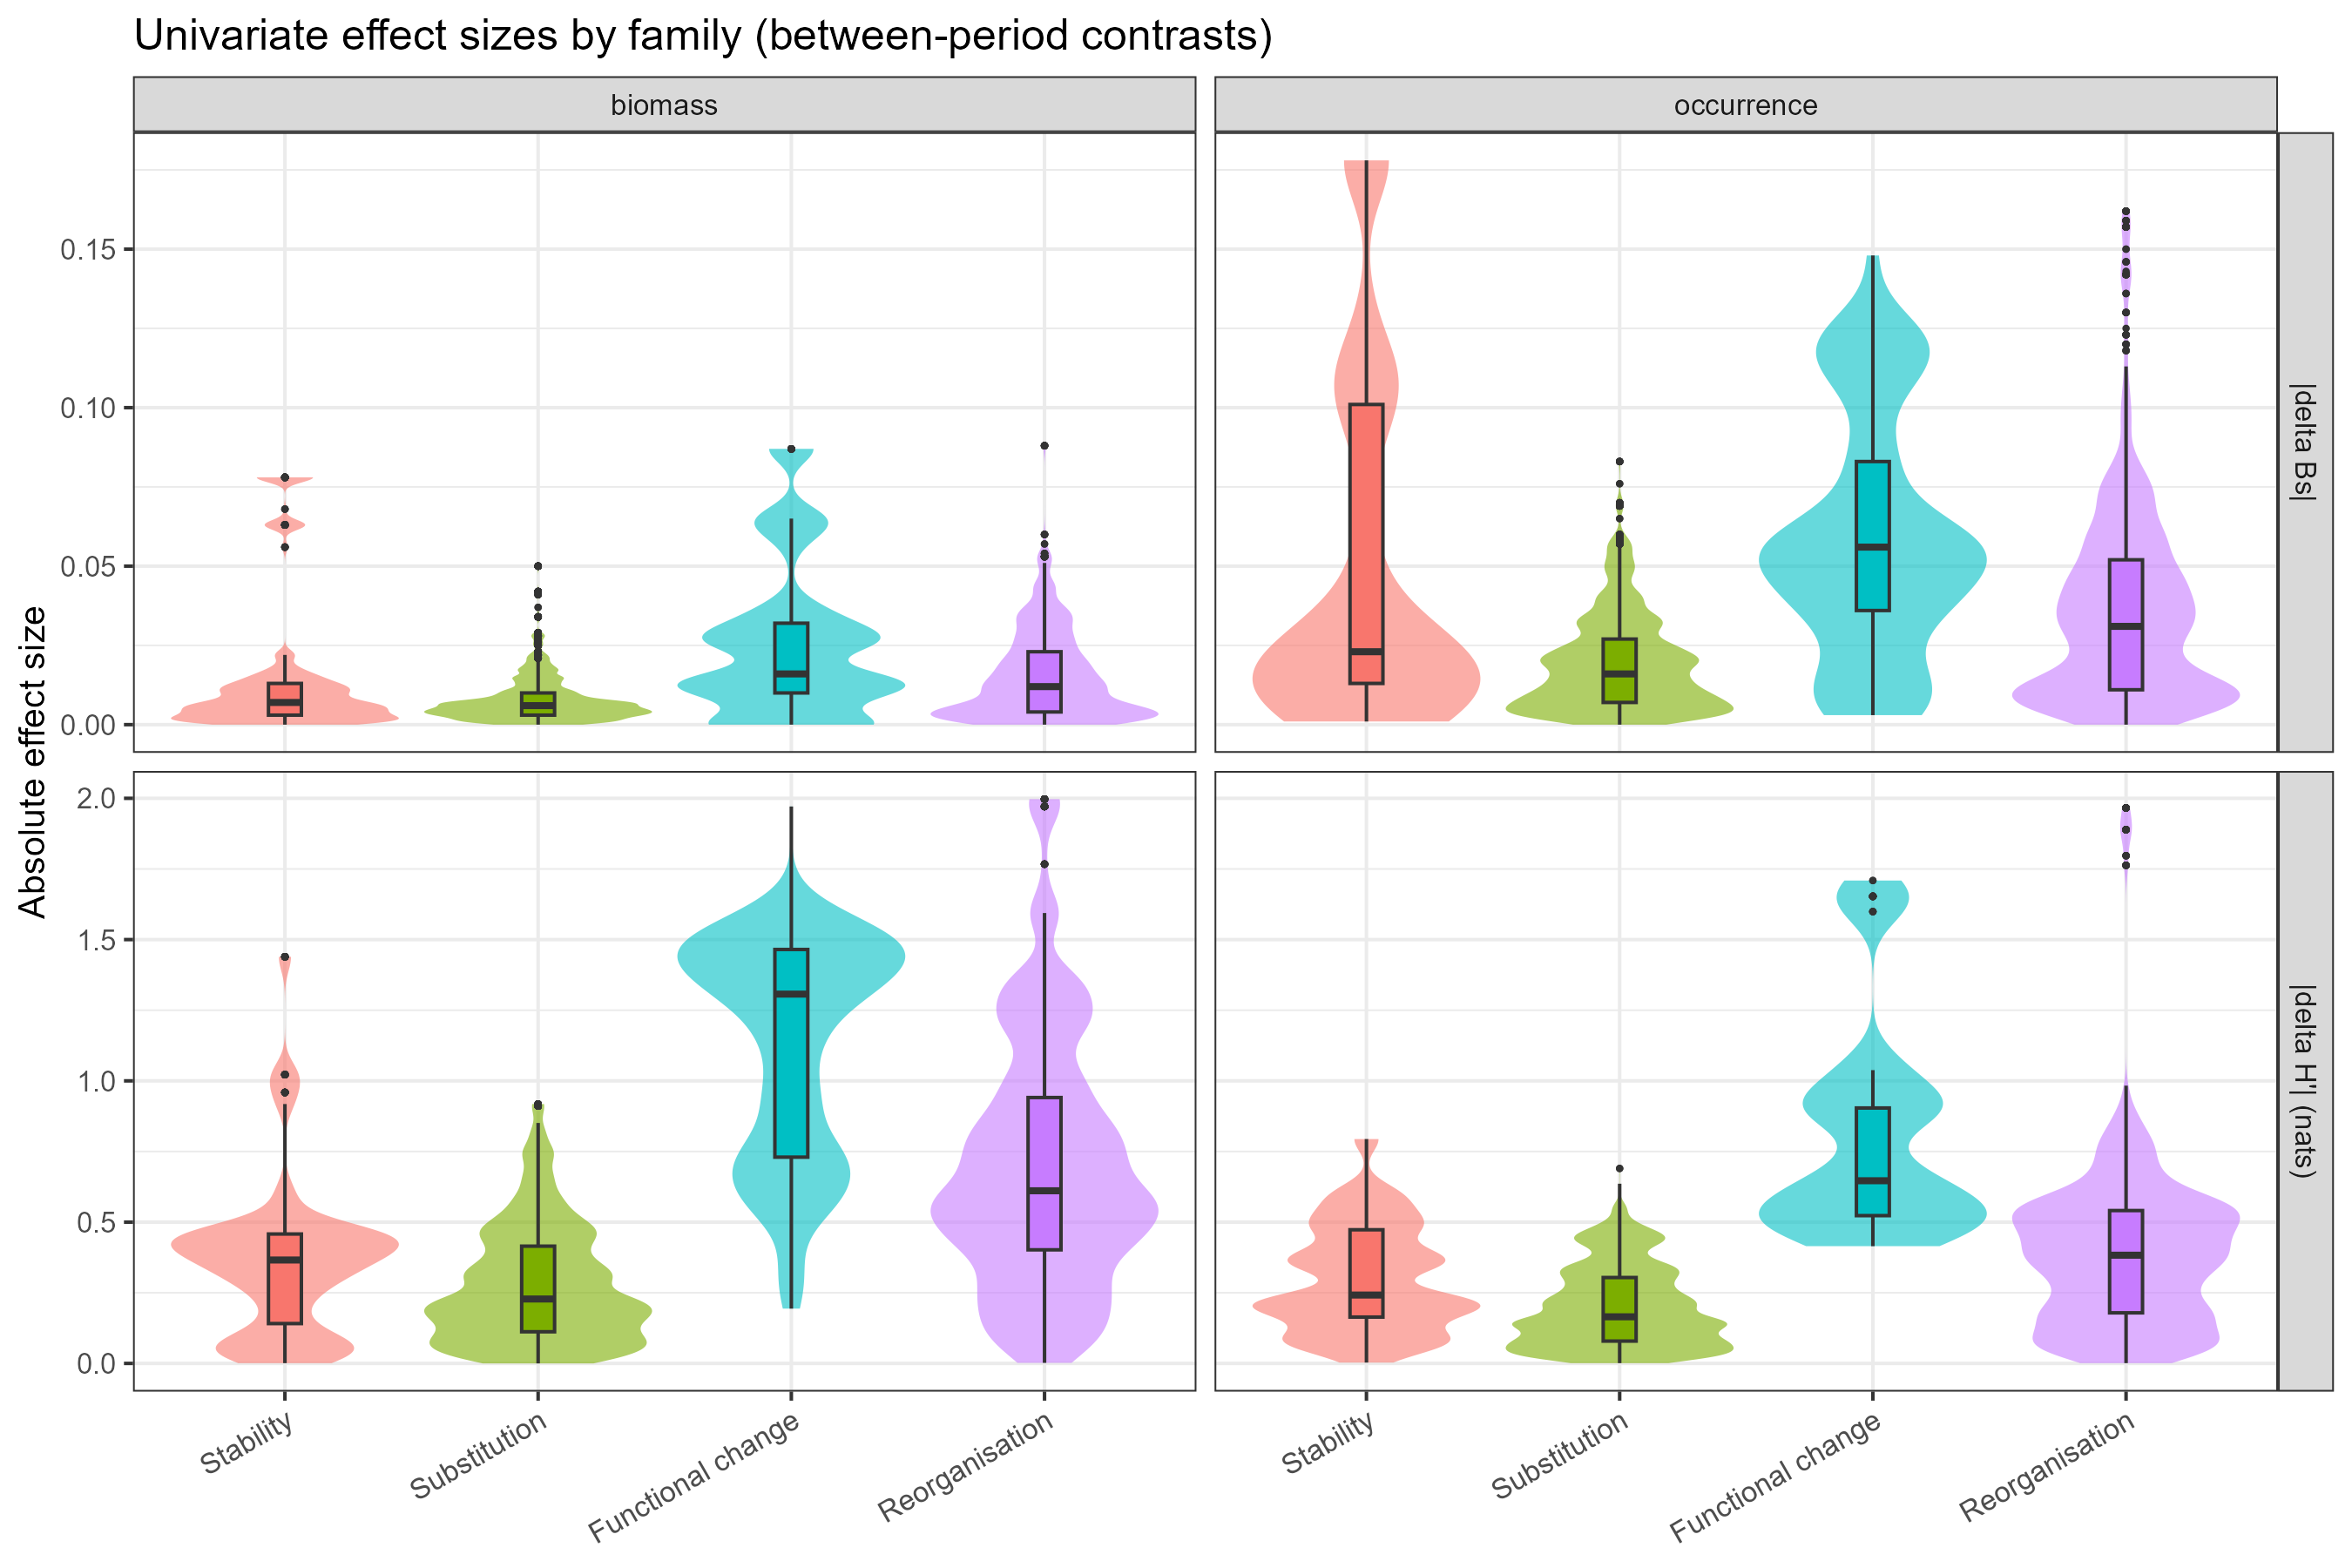 Univariate effect sizes by family (between-period contrasts)
biomass
occurrence
0.15
0.10
0.05
0.00
|delta Bs|
Absolute effect size
2.0
1.5
1.0
0.5
0.0
|delta H'| (nats)
Stability
Substitution
Functional change
Reorganisation
Stability
Substitution
Functional change
Reorganisation